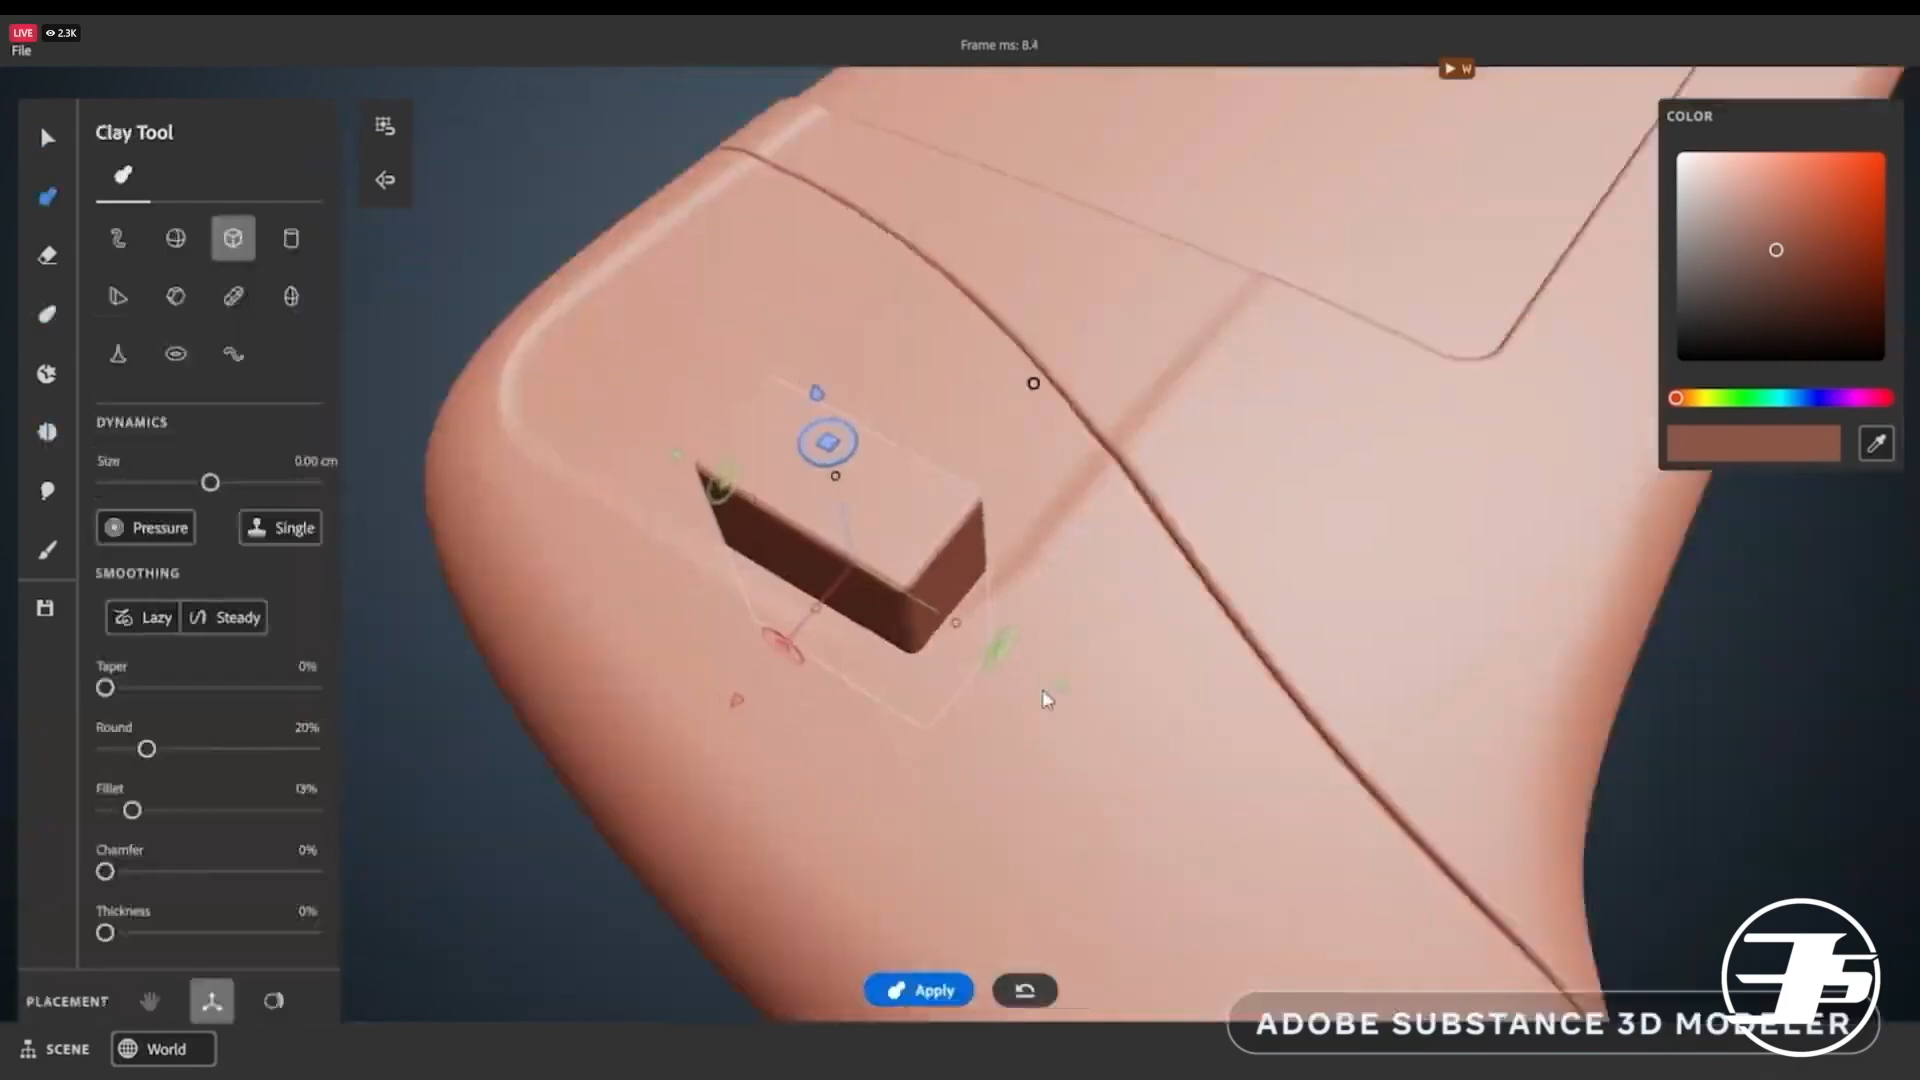 LIVE 2.3K
File
Frame ms: 8.4
W
Clay Tool
COLOR
DYNAMICS
Size 0.00 cm
Pressure Single
SMOOTHING
Lazy Steady
Taper 0%
Round 20%
Fillet 13%
Chamfer 0%
Thickness 0%
PLACEMENT
Apply
SCENE World
ADOBE SUBSTANCE 3D MODELER